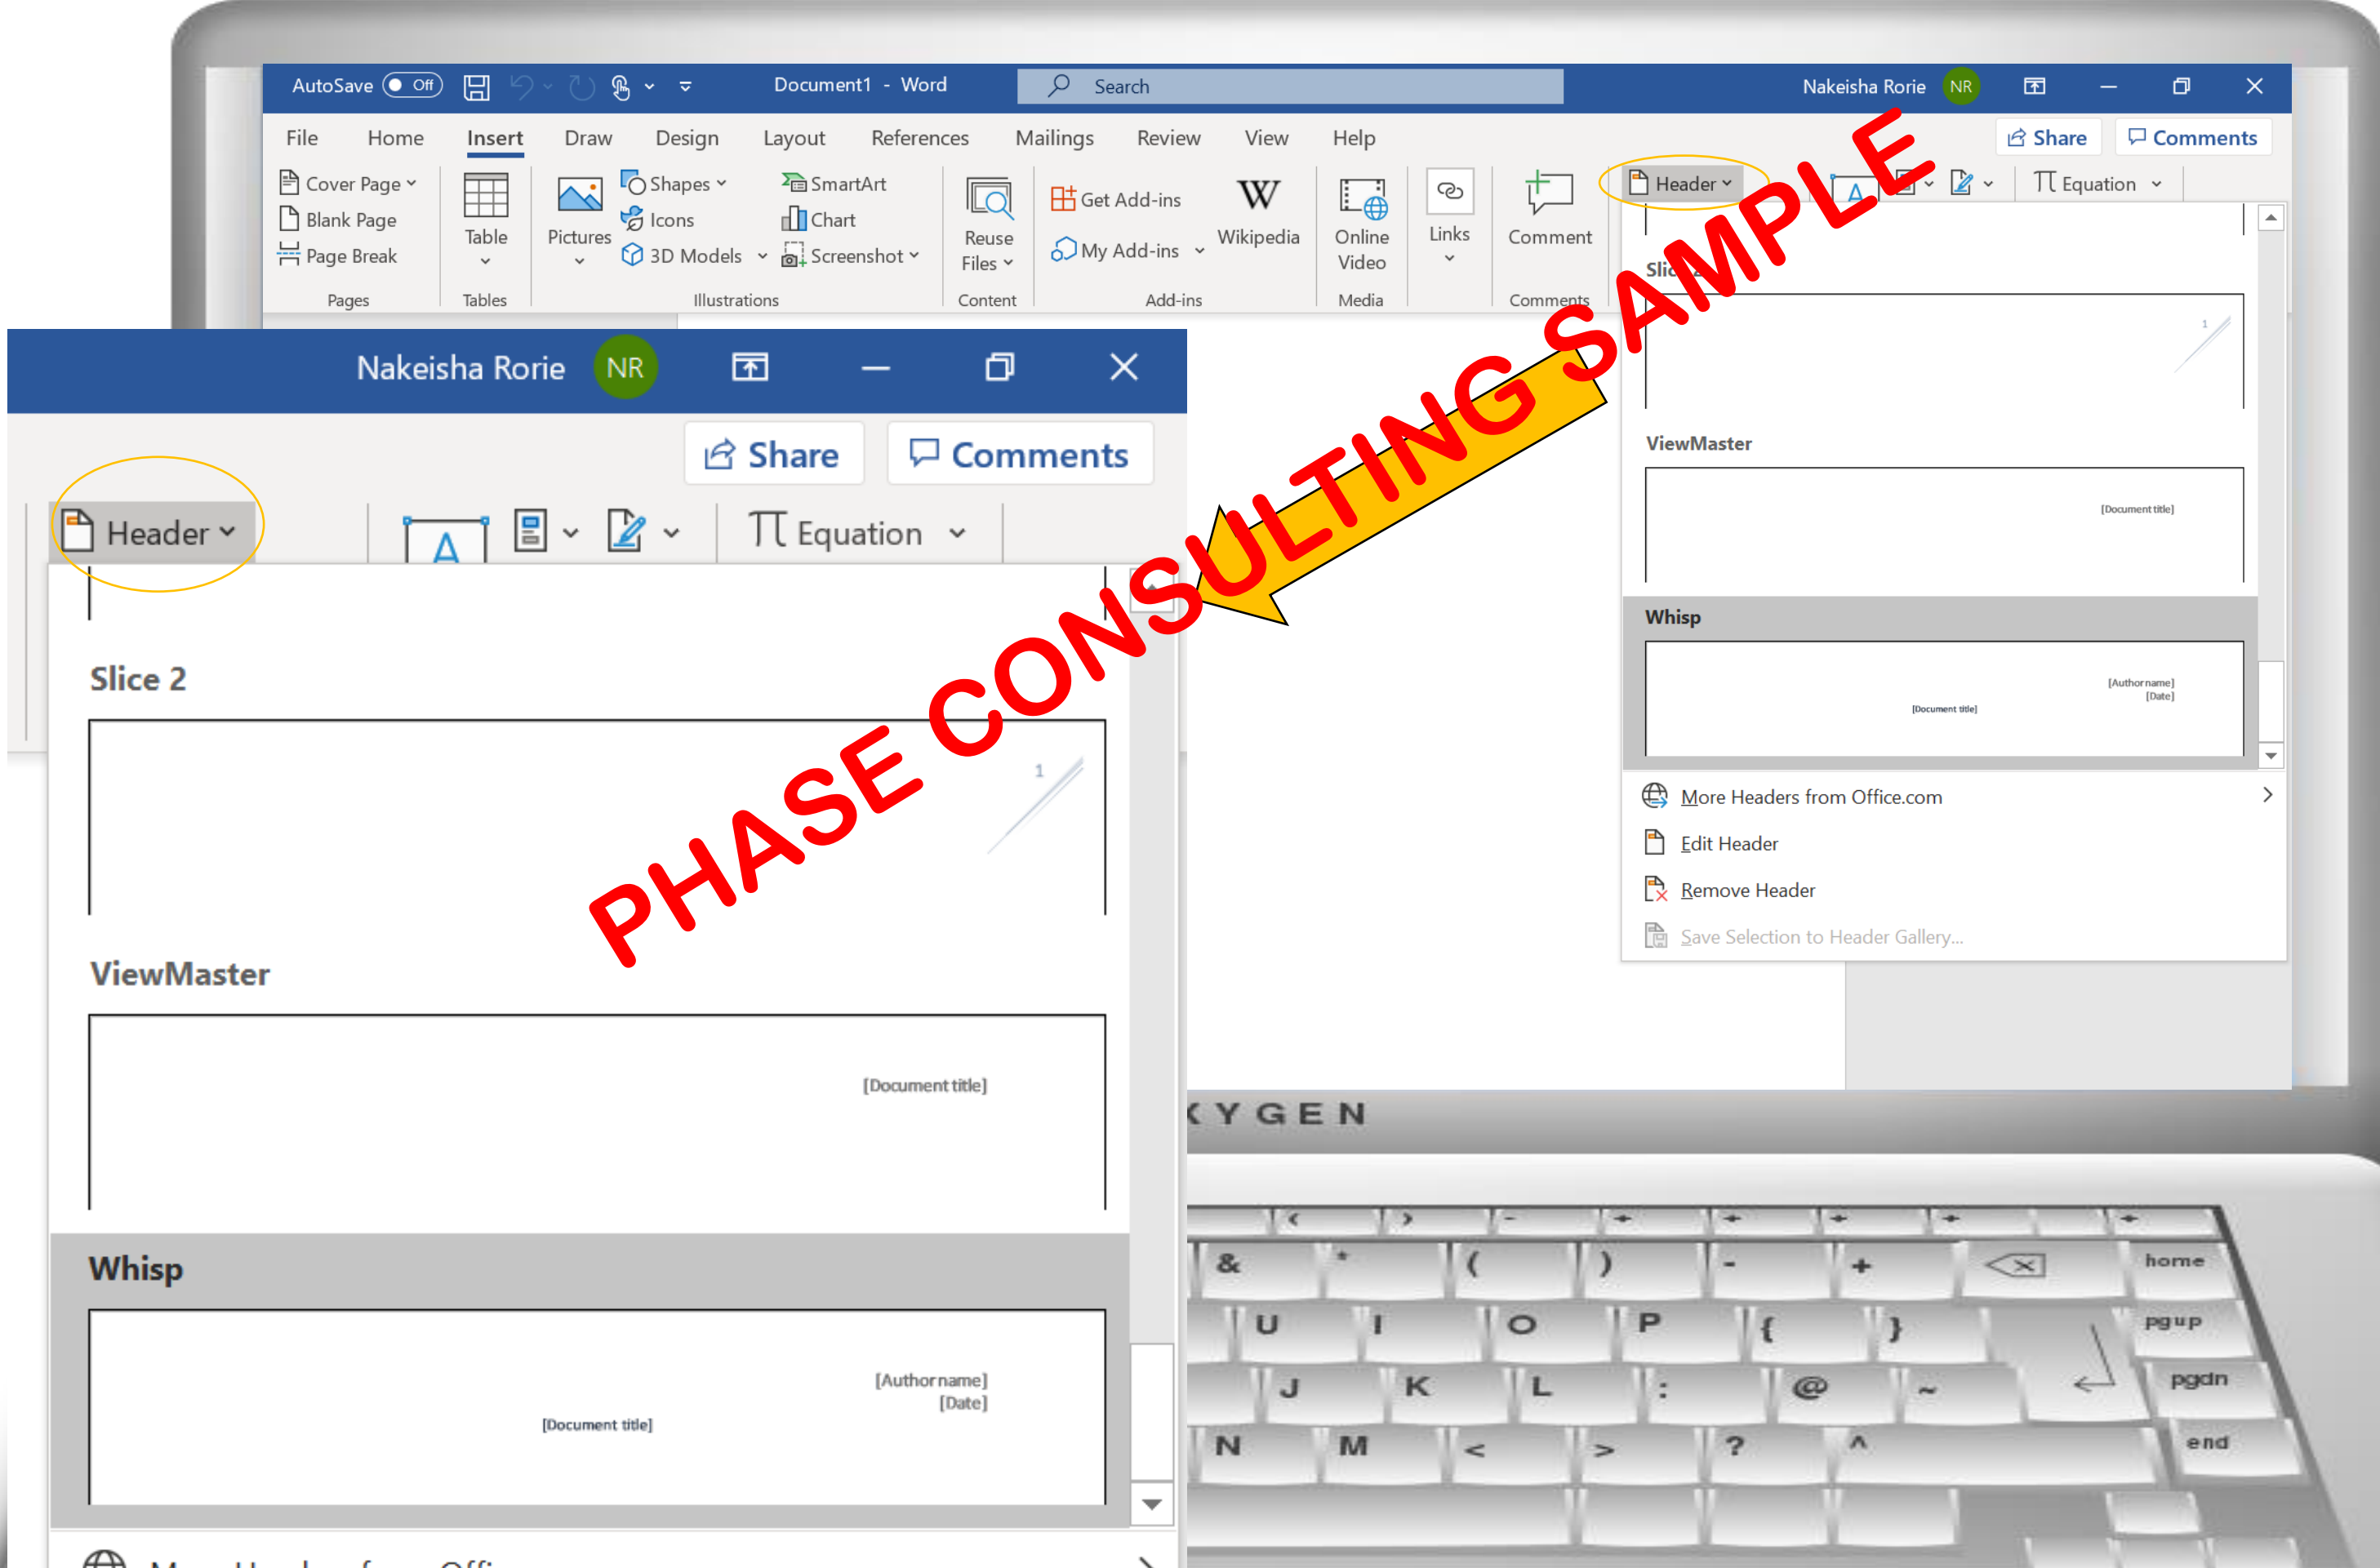 AutoSave Off Document1 - Word Search Nakeisha Rorie NR
File Home Insert Draw Design Layout References Mailings Review View Help Share Comments
Cover Page
Blank Page
Page Break
Pages
Table
Tables
Pictures
Shapes
Icons
3D Models
SmartArt
Chart
Screenshot
Illustrations
Reuse
Files
Content
Get Add-ins
My Add-ins
Wikipedia
Add-ins
Online
Video
Media
Links
Comment
Comments
Header
A
Equation
ViewMaster
[Document title]
Whisp
[Author name]
[Date]
[Document title]
1
More Headers from Office.com
Edit Header
Remove Header
Save Selection to Header Gallery...
PHASE CONSULTING SAMPLE
Nakeisha Rorie NR
Share Comments
Header
A
Equation
Slice 2
1
ViewMaster
[Document title]
Whisp
[Author name]
[Date]
[Document title]
YGEN
< > - + + + + +
& * ( ) - + home
U I O P { } pgup
J K L : @ ~ pgdn
N M < > ? ^ end